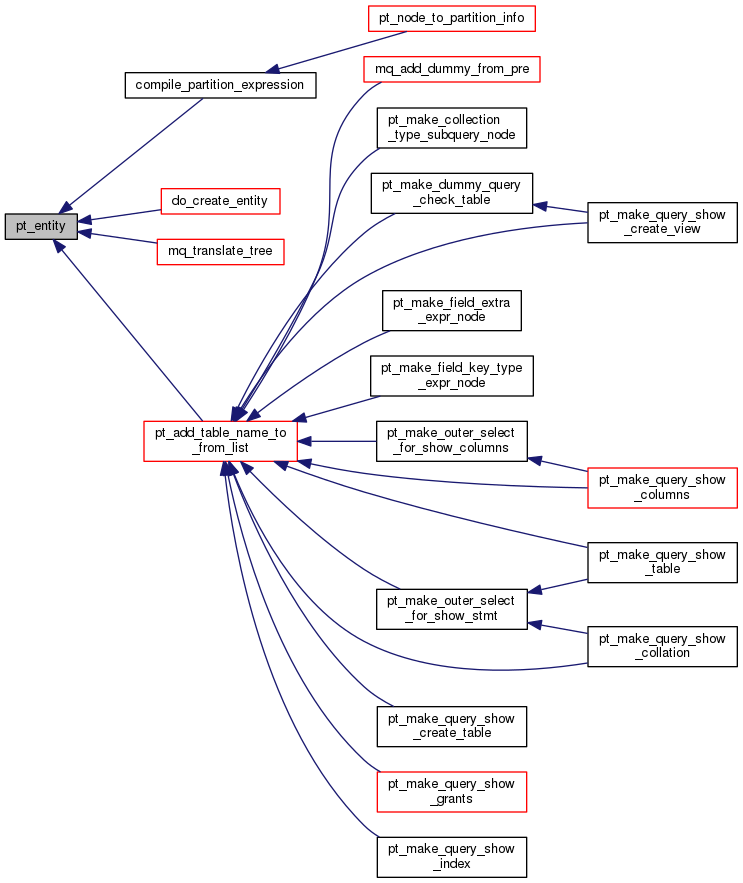 pt_node_to_partition_info
mq_add_dummy_from_pre
compile_partition_expression
pt_make_collection
_type_subquery_node
pt_make_dummy_query
_check_table
do_create_entity
pt_make_query_show
_create_view
pt_entity
mq_translate_tree
pt_make_field_extra
_expr_node
pt_make_field_key_type
_expr_node
pt_add_table_name_to
_from_list
pt_make_outer_select
_for_show_columns
pt_make_query_show
_columns
pt_make_query_show
_table
pt_make_outer_select
_for_show_stmt
pt_make_query_show
_collation
pt_make_query_show
_create_table
pt_make_query_show
_grants
pt_make_query_show
_index